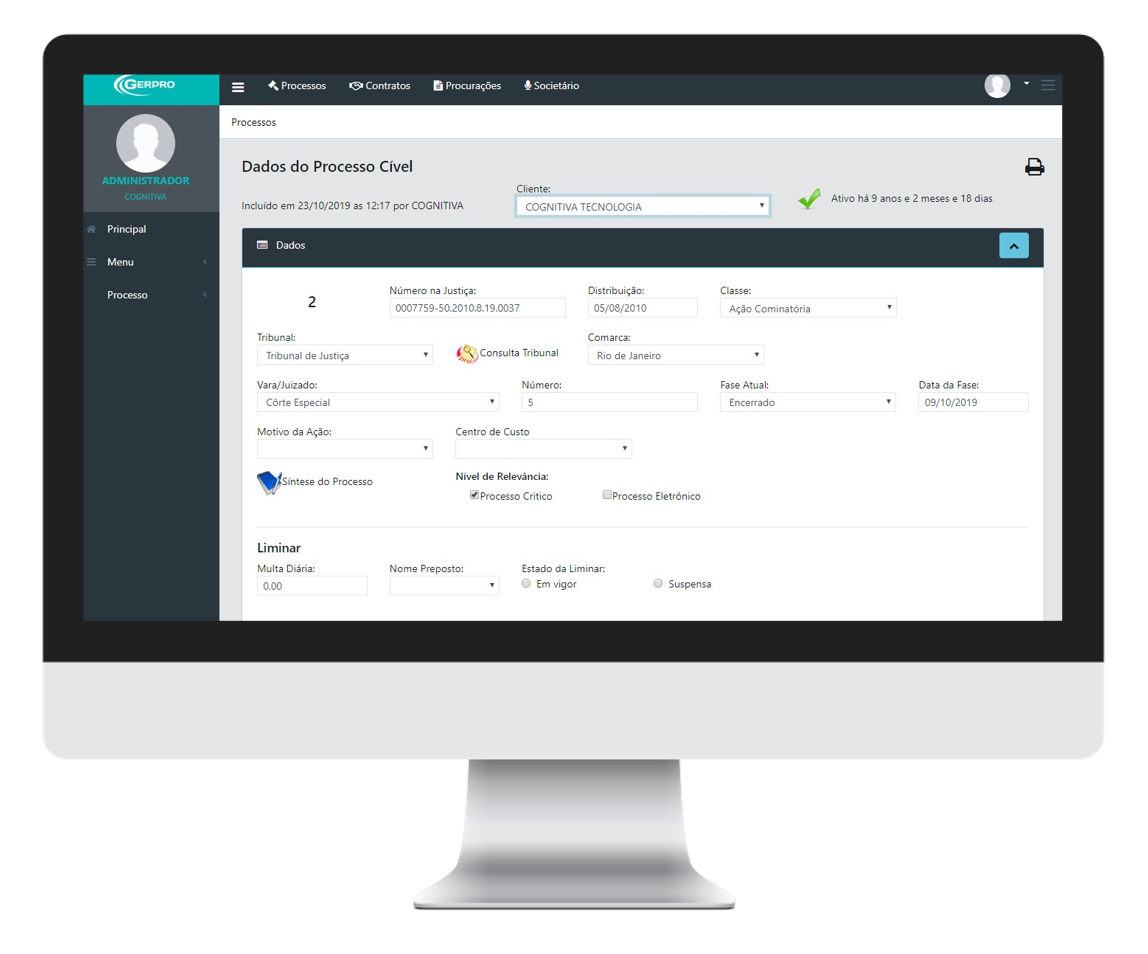 GERPRO
Processos Contratos Procurações Societário
ADMINISTRADOR
COGNITIVA
Principal
Menu
Processo
Processos
Dados do Processo Cível
Incluído em 23/10/2019 as 12:17 por COGNITIVA
Cliente:
COGNITIVA TECNOLOGIA
Ativo há 9 anos e 2 meses e 18 dias
Dados
2
Número na Justiça:
0007759-50.2010.8.19.0037
Distribuição:
05/08/2010
Classe:
Ação Cominatória
Tribunal:
Tribunal de Justiça
Consulta Tribunal
Comarca:
Rio de Janeiro
Vara/Juizado:
Côrte Especial
Número:
5
Fase Atual:
Encerrado
Data da Fase:
09/10/2019
Motivo da Ação:
Centro de Custo
Síntese do Processo
Nível de Relevância:
Processo Critico
Processo Eletrônico
Liminar
Multa Diária:
0,00
Nome Preposto:
Estado da Liminar:
Em vigor
Suspensa